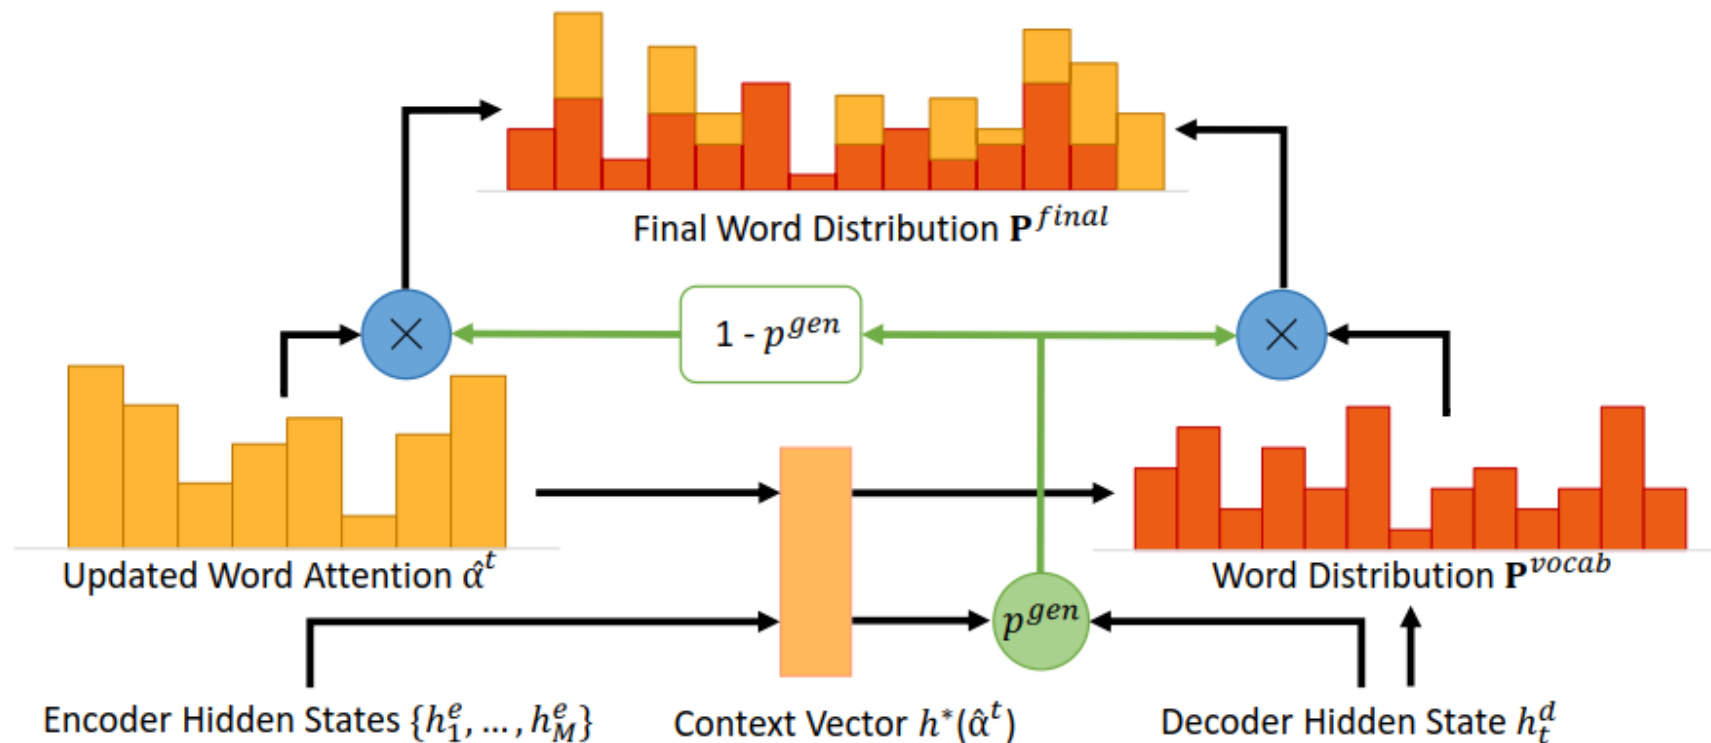 Final Word Distribution P^{final}
×
1 - p^{gen}
×
Updated Word Attention α̂^t
Word Distribution P^{vocab}
p^{gen}
Encoder Hidden States {h_1^e, ..., h_M^e}
Context Vector h^*(α̂^t)
Decoder Hidden State h_t^d